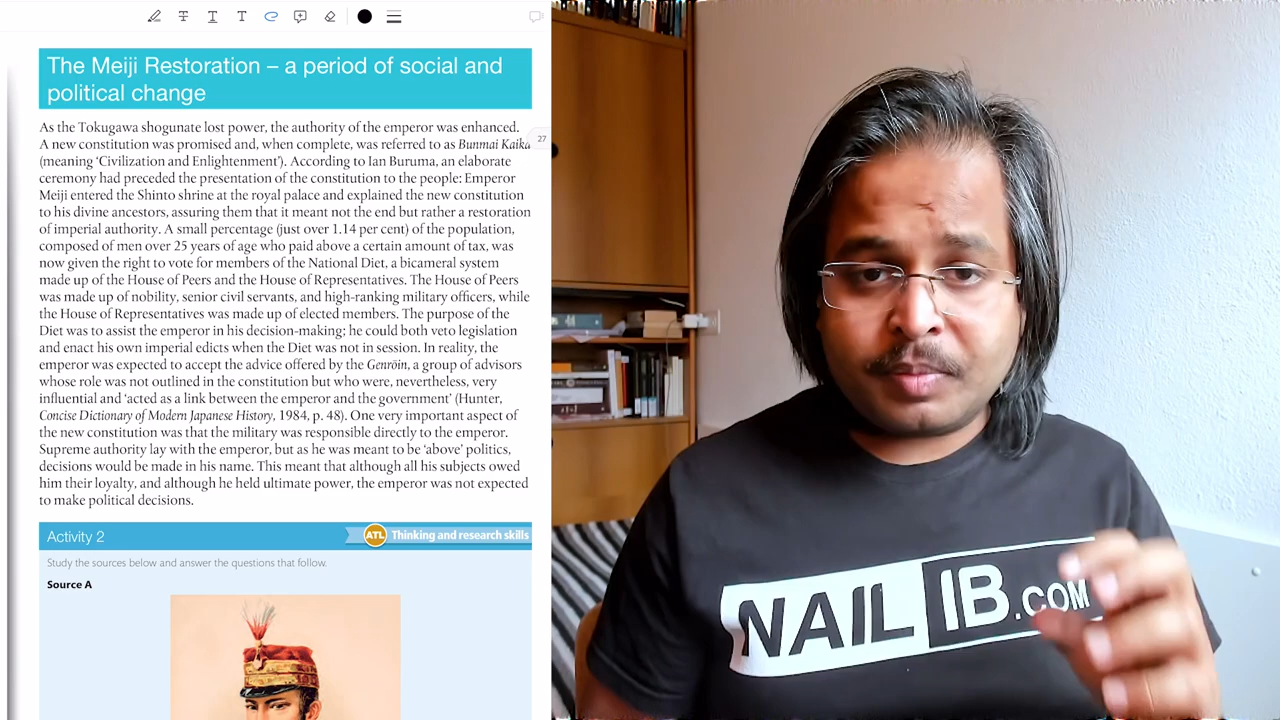 The Meiji Restoration – a period of social and
political change
As the Tokugawa shogunate lost power, the authority of the emperor was enhanced.
A new constitution was promised and, when complete, was referred to as Bunmai Kaika
27
(meaning ‘Civilization and Enlightenment’). According to Ian Buruma, an elaborate
ceremony had preceded the presentation of the constitution to the people: Emperor
Meiji entered the Shinto shrine at the royal palace and explained the new constitution
to his divine ancestors, assuring them that it meant not the end but rather a restoration
of imperial authority. A small percentage (just over 1.14 per cent) of the population,
composed of men over 25 years of age who paid above a certain amount of tax, was
now given the right to vote for members of the National Diet, a bicameral system
made up of the House of Peers and the House of Representatives. The House of Peers
was made up of nobility, senior civil servants, and high-ranking military officers, while
the House of Representatives was made up of elected members. The purpose of the
Diet was to assist the emperor in his decision-making; he could both veto legislation
and enact his own imperial edicts when the Diet was not in session. In reality, the
emperor was expected to accept the advice offered by the Genrōin, a group of advisors
whose role was not outlined in the constitution but who were, nevertheless, very
influential and ‘acted as a link between the emperor and the government’ (Hunter,
Concise Dictionary of Modern Japanese History, 1984, p. 48). One very important aspect of
the new constitution was that the military was responsible directly to the emperor.
Supreme authority lay with the emperor, but as he was meant to be ‘above’ politics,
decisions would be made in his name. This meant that although all his subjects owed
him their loyalty, and although he held ultimate power, the emperor was not expected
to make political decisions.
Activity 2
ATL Thinking and research skills
Study the sources below and answer the questions that follow.
Source A
NAIL IB.COM